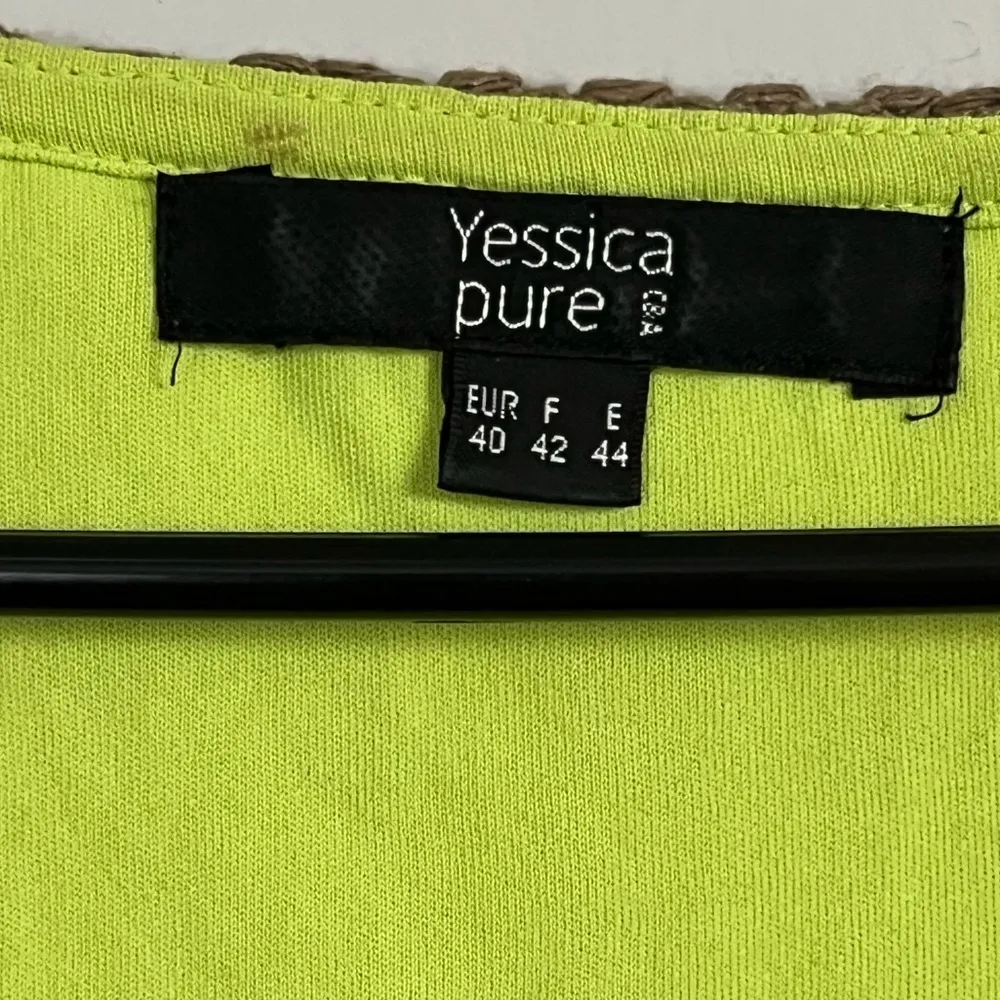 Yessica
pure C&A
EUR F E
40 42 44